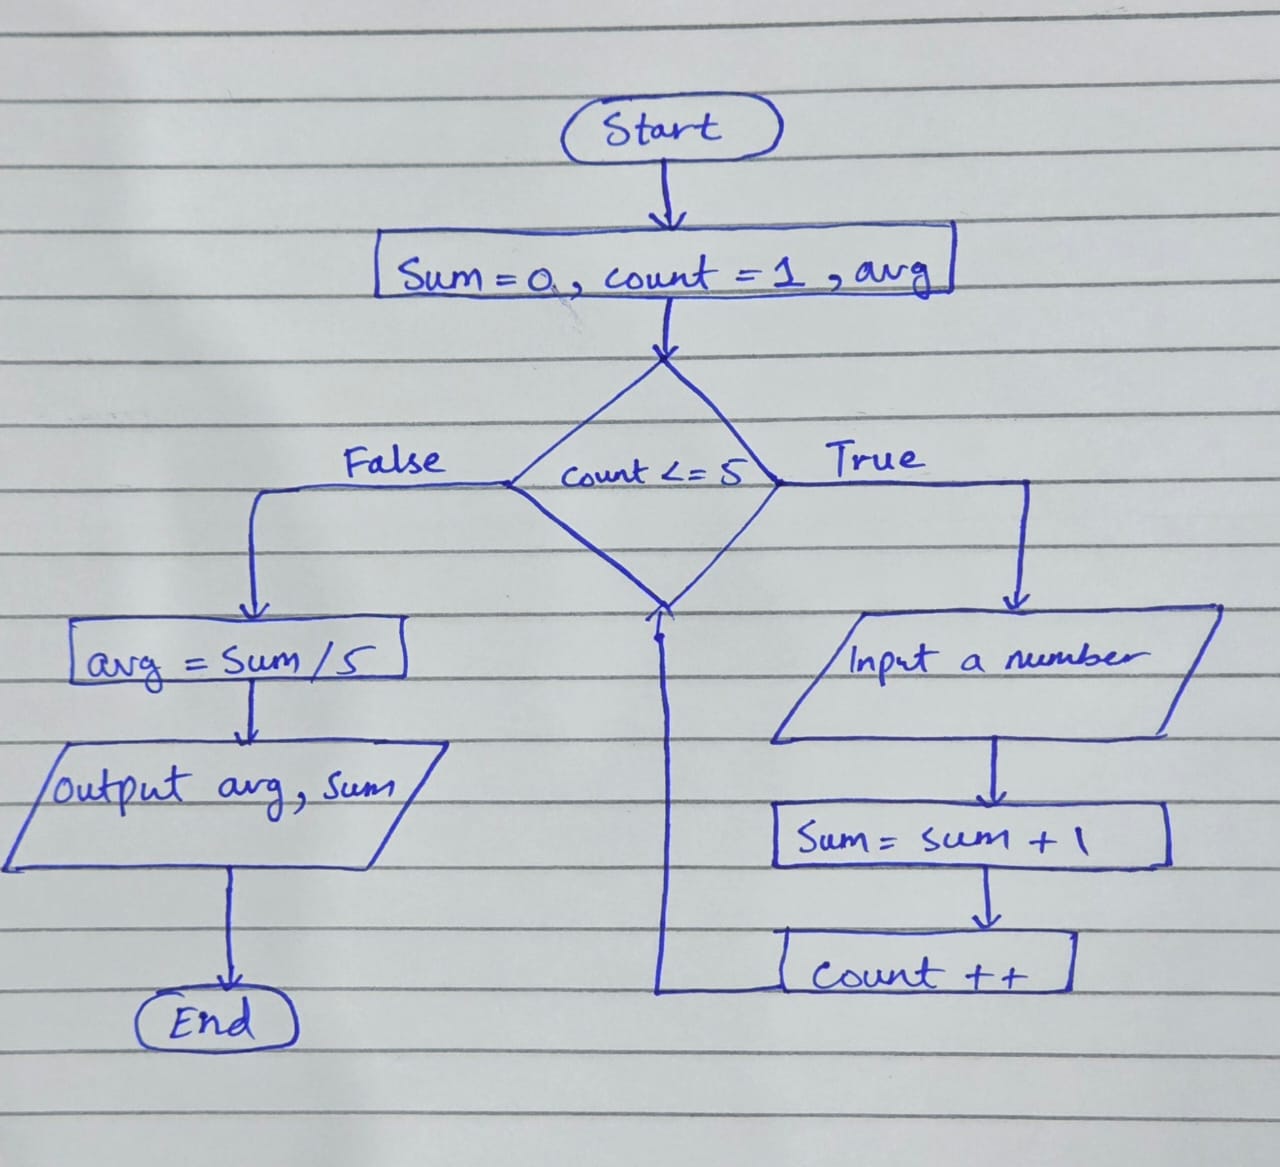 Start
Sum = 0, count = 1, avg
False
count <= 5
True
avg = Sum / 5
Input a number
output avg, sum
Sum = sum + 1
Count ++
End